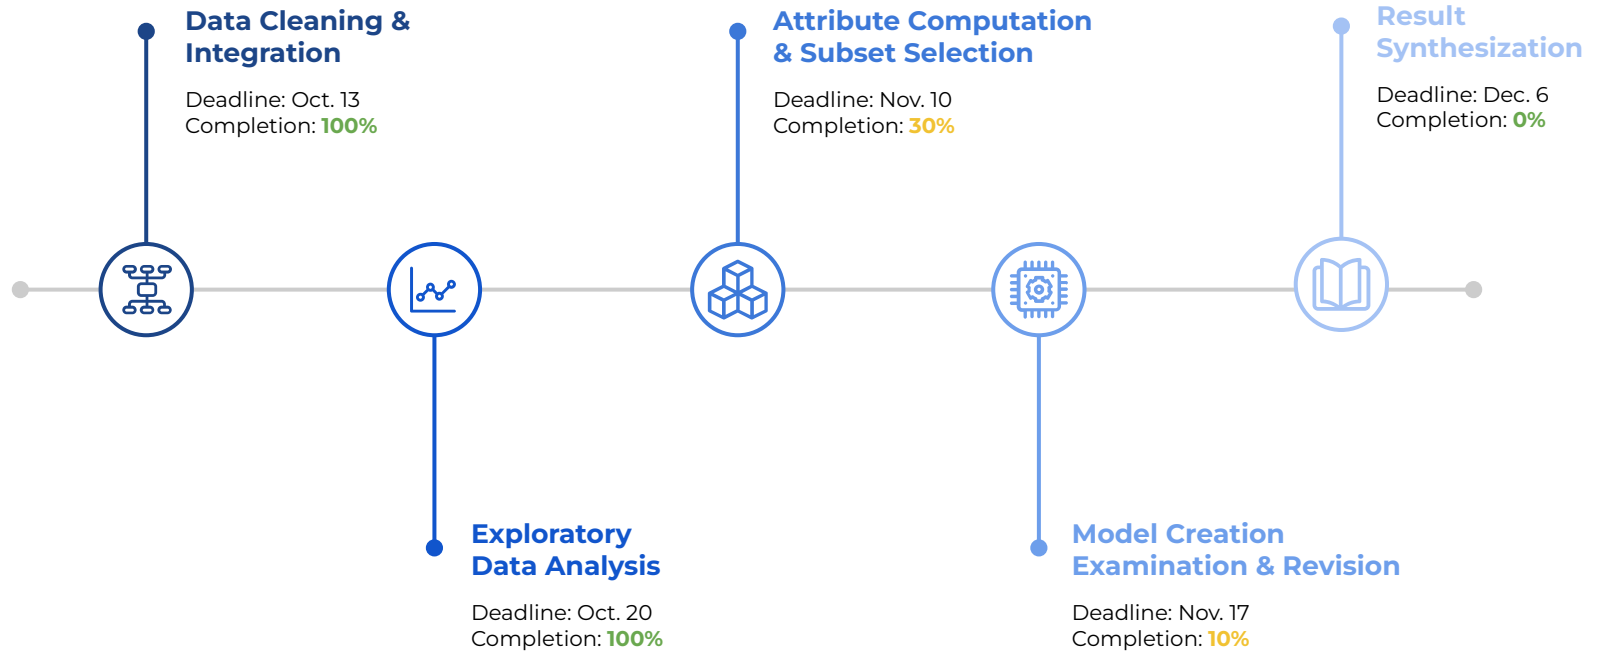 Data Cleaning &
Integration
Deadline: Oct. 13
Completion: 100%
Exploratory
Data Analysis
Deadline: Oct. 20
Completion: 100%
Attribute Computation
& Subset Selection
Deadline: Nov. 10
Completion: 30%
Model Creation
Examination & Revision
Deadline: Nov. 17
Completion: 10%
Result
Synthesization
Deadline: Dec. 6
Completion: 0%